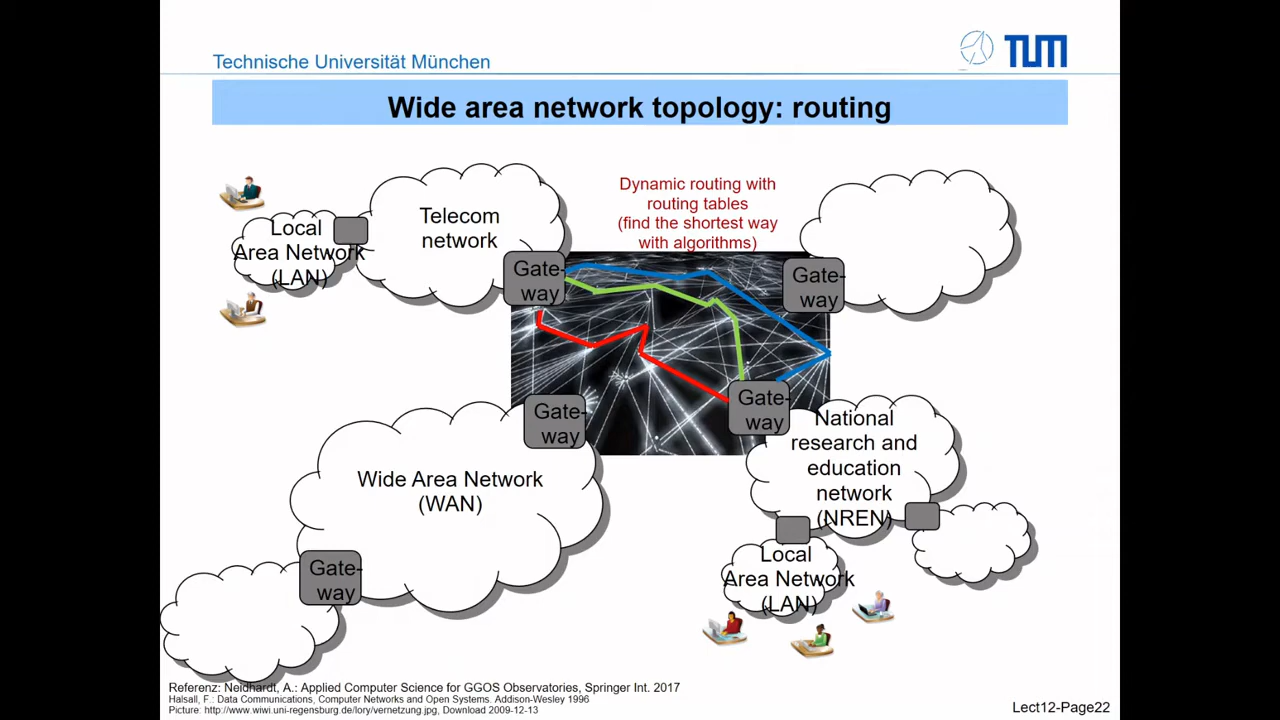 Technische Universität München
TUM
Wide area network topology: routing
Dynamic routing with
routing tables
(find the shortest way
with algorithms)
Telecom
network
Local
Area Network
(LAN)
Gate-
way
Gate-
way
Gate-
way
Gate-
way
National
research and
education
network
(NREN)
Wide Area Network
(WAN)
Gate-
way
Local
Area Network
(LAN)
Referenz: Neidhardt, A.: Applied Computer Science for GGOS Observatories, Springer Int. 2017
Halsall, F.: Data Communications, Computer Networks and Open Systems. Addison-Wesley 1996
Picture: http://www.wiwi.uni-regensburg.de/lory/vernetzung.jpg, Download 2009-12-13
Lect12-Page22